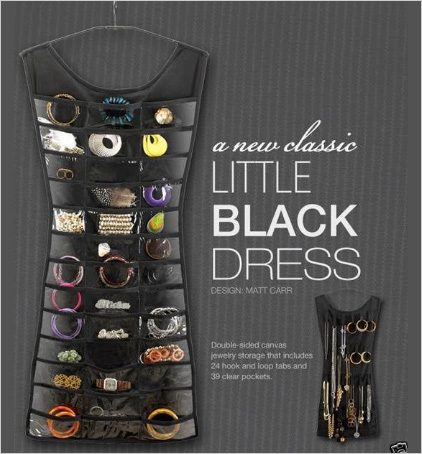 a new classic
LITTLE
BLACK
DRESS
DESIGN: MATT CARR
Double-sided canvas
jewelry storage that includes
24 hook and loop tabs and
39 clear pockets.